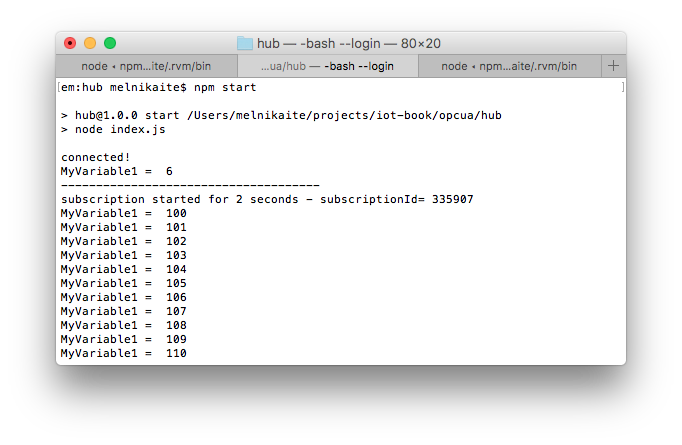 hub — -bash --login — 80×20
node ◂ npm...ite/.rvm/bin
...ua/hub — -bash --login
node ◂ npm...aite/.rvm/bin
[em:hub melnikaite$ npm start ]
> hub@1.0.0 start /Users/melnikaite/projects/iot-book/opcua/hub
> node index.js
connected!
MyVariable1 =  6
-------------------------------------
subscription started for 2 seconds - subscriptionId= 335907
MyVariable1 =  100
MyVariable1 =  101
MyVariable1 =  102
MyVariable1 =  103
MyVariable1 =  104
MyVariable1 =  105
MyVariable1 =  106
MyVariable1 =  107
MyVariable1 =  108
MyVariable1 =  109
MyVariable1 =  110